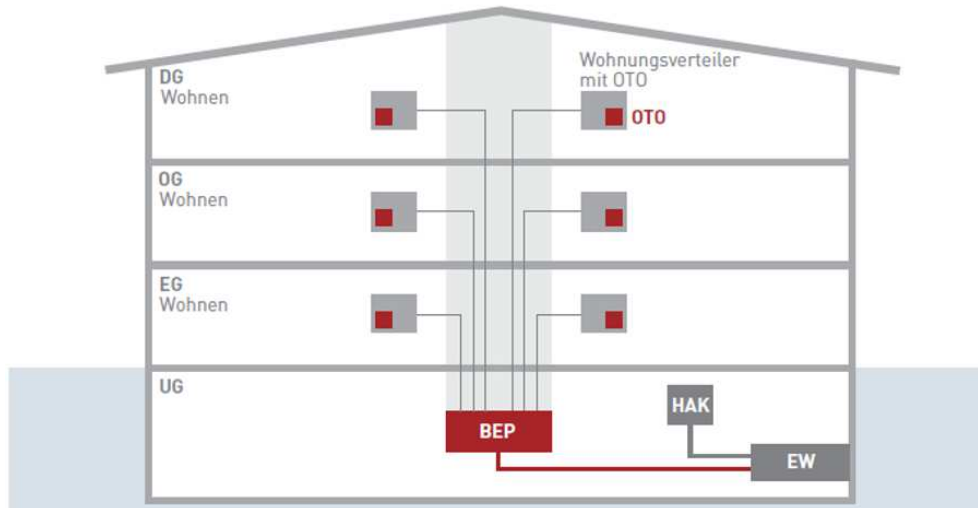 DG
Wohnen
Wohnungsverteiler
mit OTO
OTO
OG
Wohnen
EG
Wohnen
UG
HAK
BEP
EW